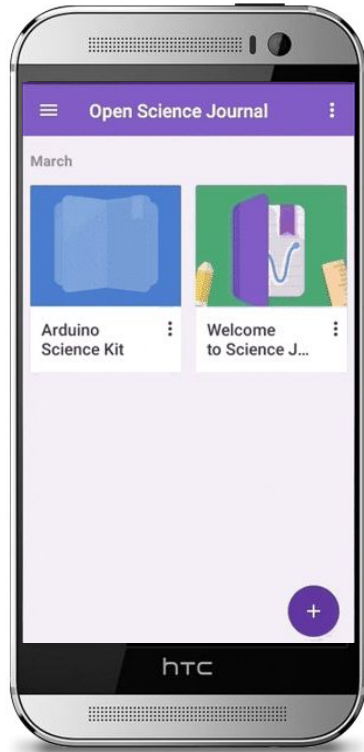 Open Science Journal
March
Arduino
Science Kit
Welcome
to Science J...
hTC